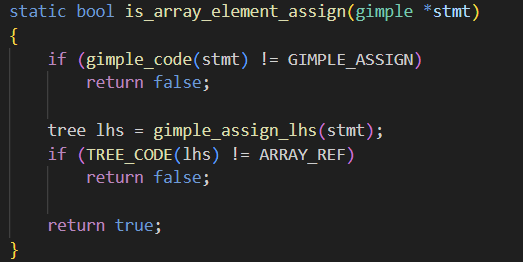 static bool is_array_element_assign(gimple *stmt)
{
    if (gimple_code(stmt) != GIMPLE_ASSIGN)
        return false;
    tree lhs = gimple_assign_lhs(stmt);
    if (TREE_CODE(lhs) != ARRAY_REF)
        return false;
    return true;
}